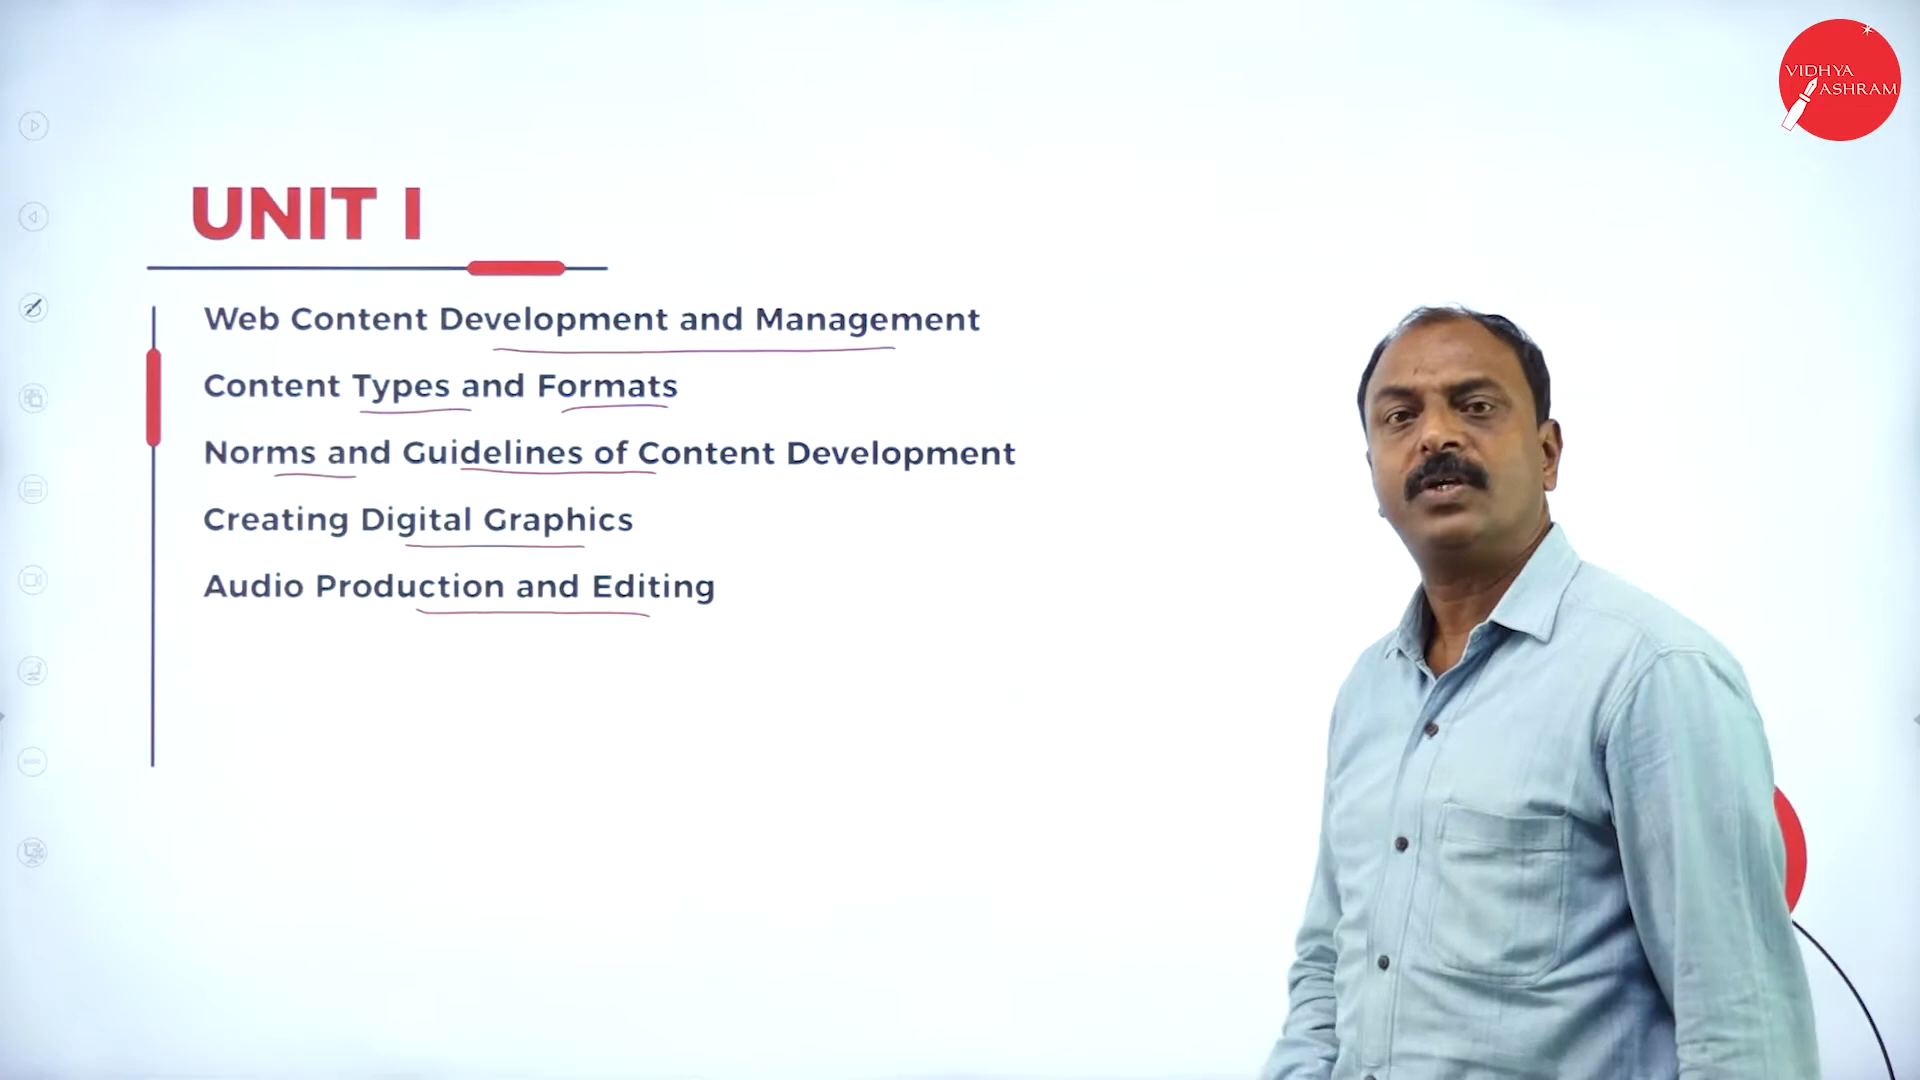 VIDHYA
ASHRAM
UNIT I
Web Content Development and Management
Content Types and Formats
Norms and Guidelines of Content Development
Creating Digital Graphics
Audio Production and Editing